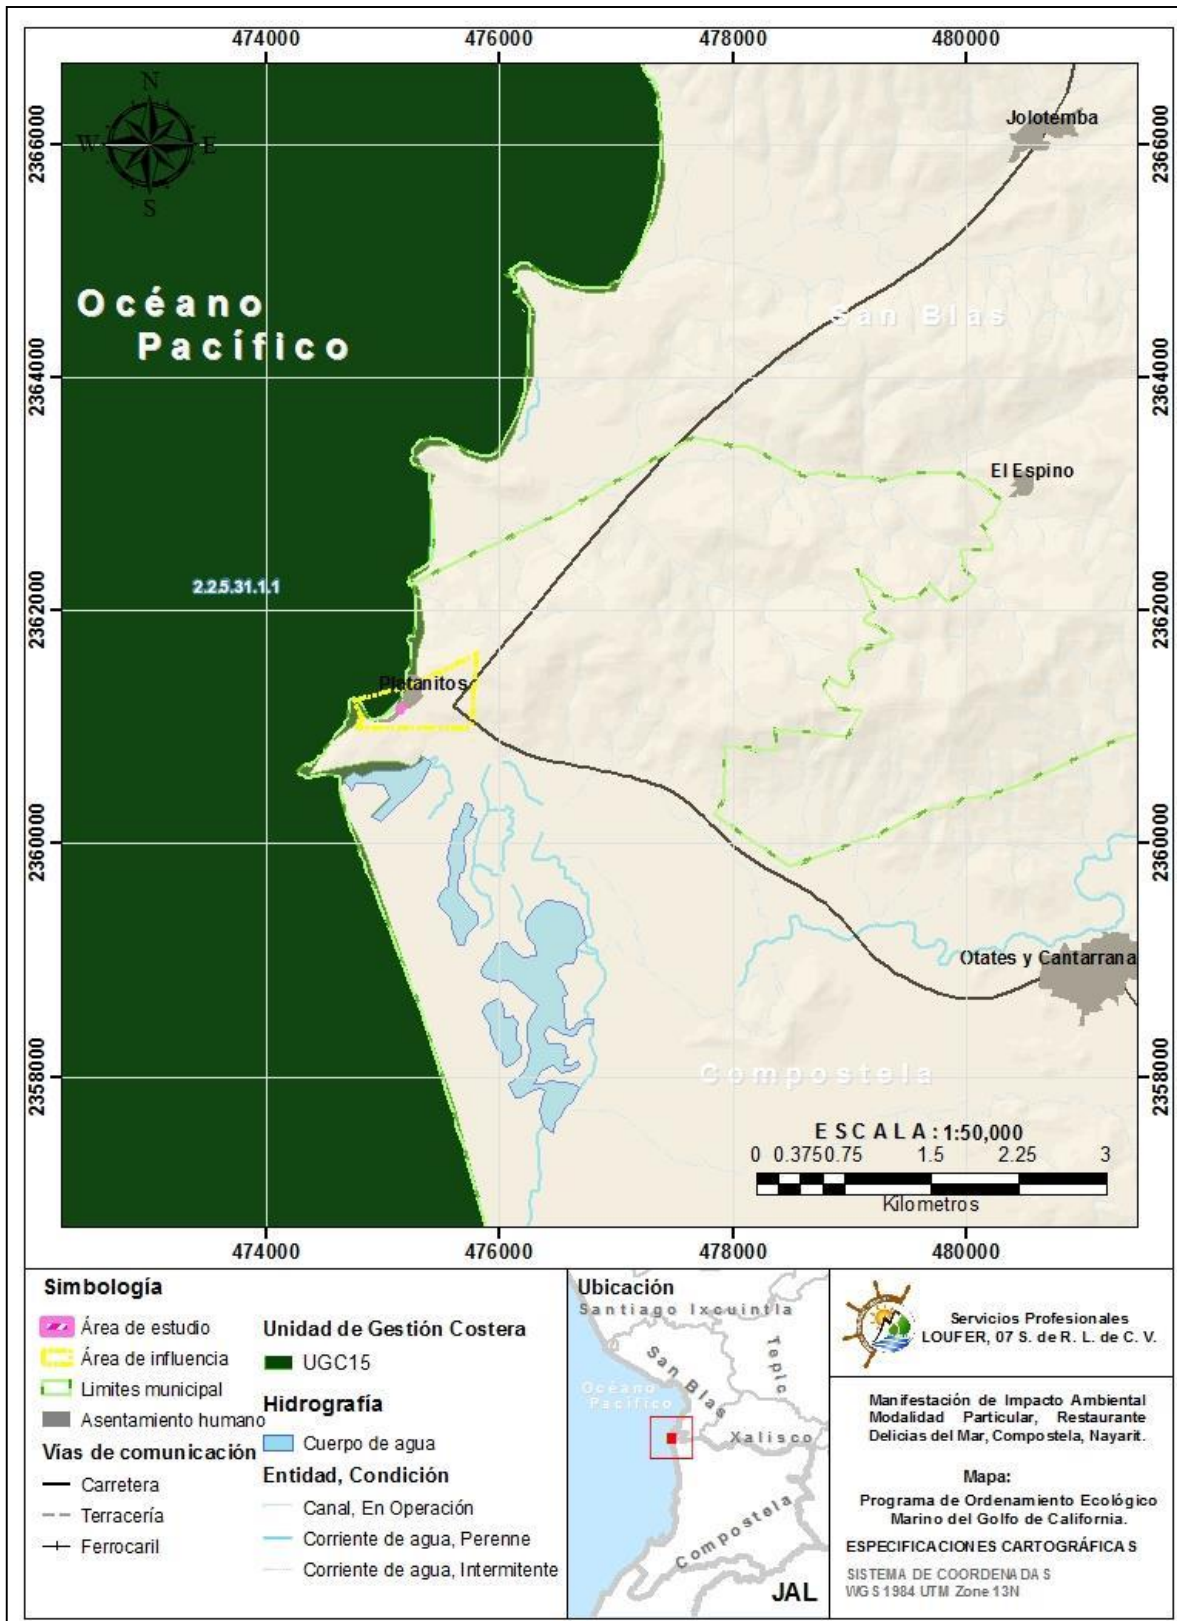 474000 476000 478000 480000
N
W E
S
2366000 2366000
Jolotemba
Océano
Pacífico
San Blas
2364000 2364000
El Espino
2.2.5.31.1.1
2362000 2362000
Platanitos
2360000 2360000
Otates y Cantarrana
2358000 2358000
Compostela
ESCALA: 1:50,000
0 0.375 0.75 1.5 2.25 3
Kilometros
474000 476000 478000 480000
Simbología
Área de estudio
Área de influencia
Limites municipal
Asentamiento humano
Vías de comunicación
Carretera
Terracería
Ferrocaril
Unidad de Gestión Costera
UGC15
Hidrografía
Cuerpo de agua
Entidad, Condición
Canal, En Operación
Corriente de agua, Perenne
Corriente de agua, Intermitente
Ubicación
Santiago Ixcuintla
Tepic
San Blas
Océano
Pacífico
Xalisco
Compostela
JAL
Servicios Profesionales
LOUFER, 07 S. de R. L. de C. V.
Manifestación de Impacto Ambiental
Modalidad Particular, Restaurante
Delicias del Mar, Compostela, Nayarit.
Mapa:
Programa de Ordenamiento Ecológico
Marino del Golfo de California.
ESPECIFICACIONES CARTOGRÁFICAS
SISTEMA DE COORDENADAS
WGS 1984 UTM Zone 13N